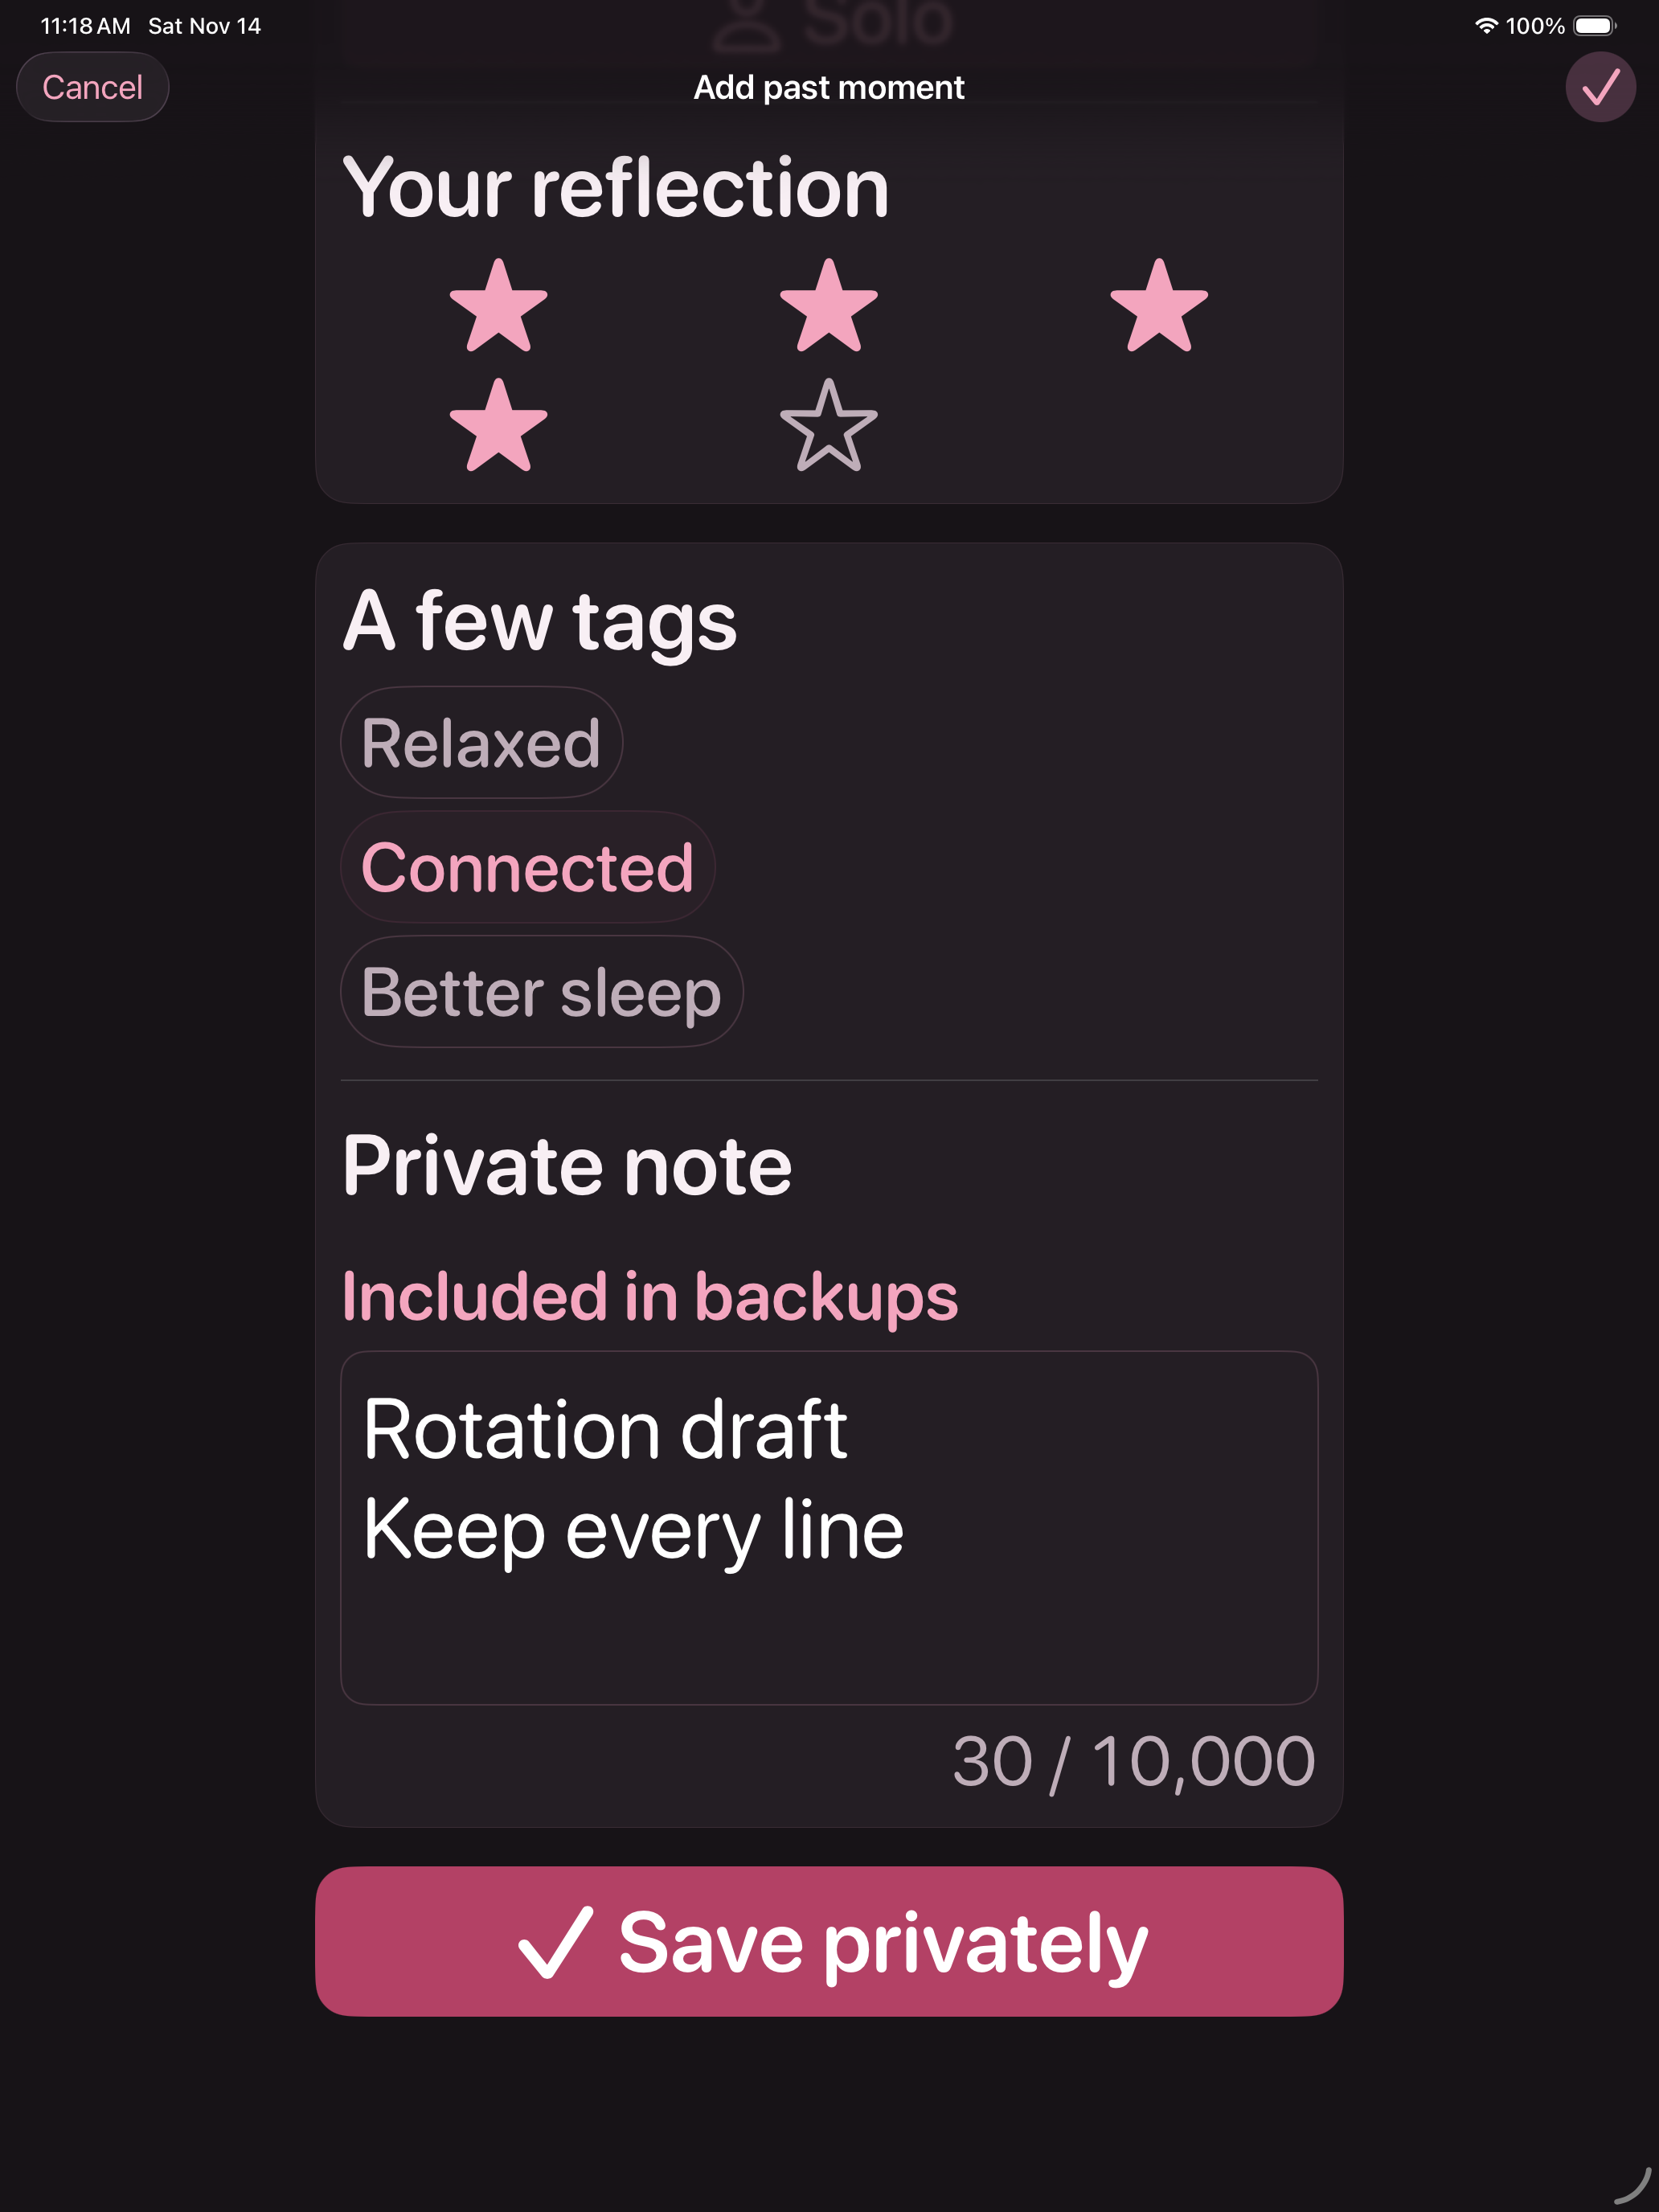 11:18 AM Sat Nov 14
100%
Solo
Cancel
Add past moment
Your reflection
A few tags
Relaxed
Connected
Better sleep
Private note
Included in backups
Rotation draft
Keep every line
30 / 10,000
Save privately